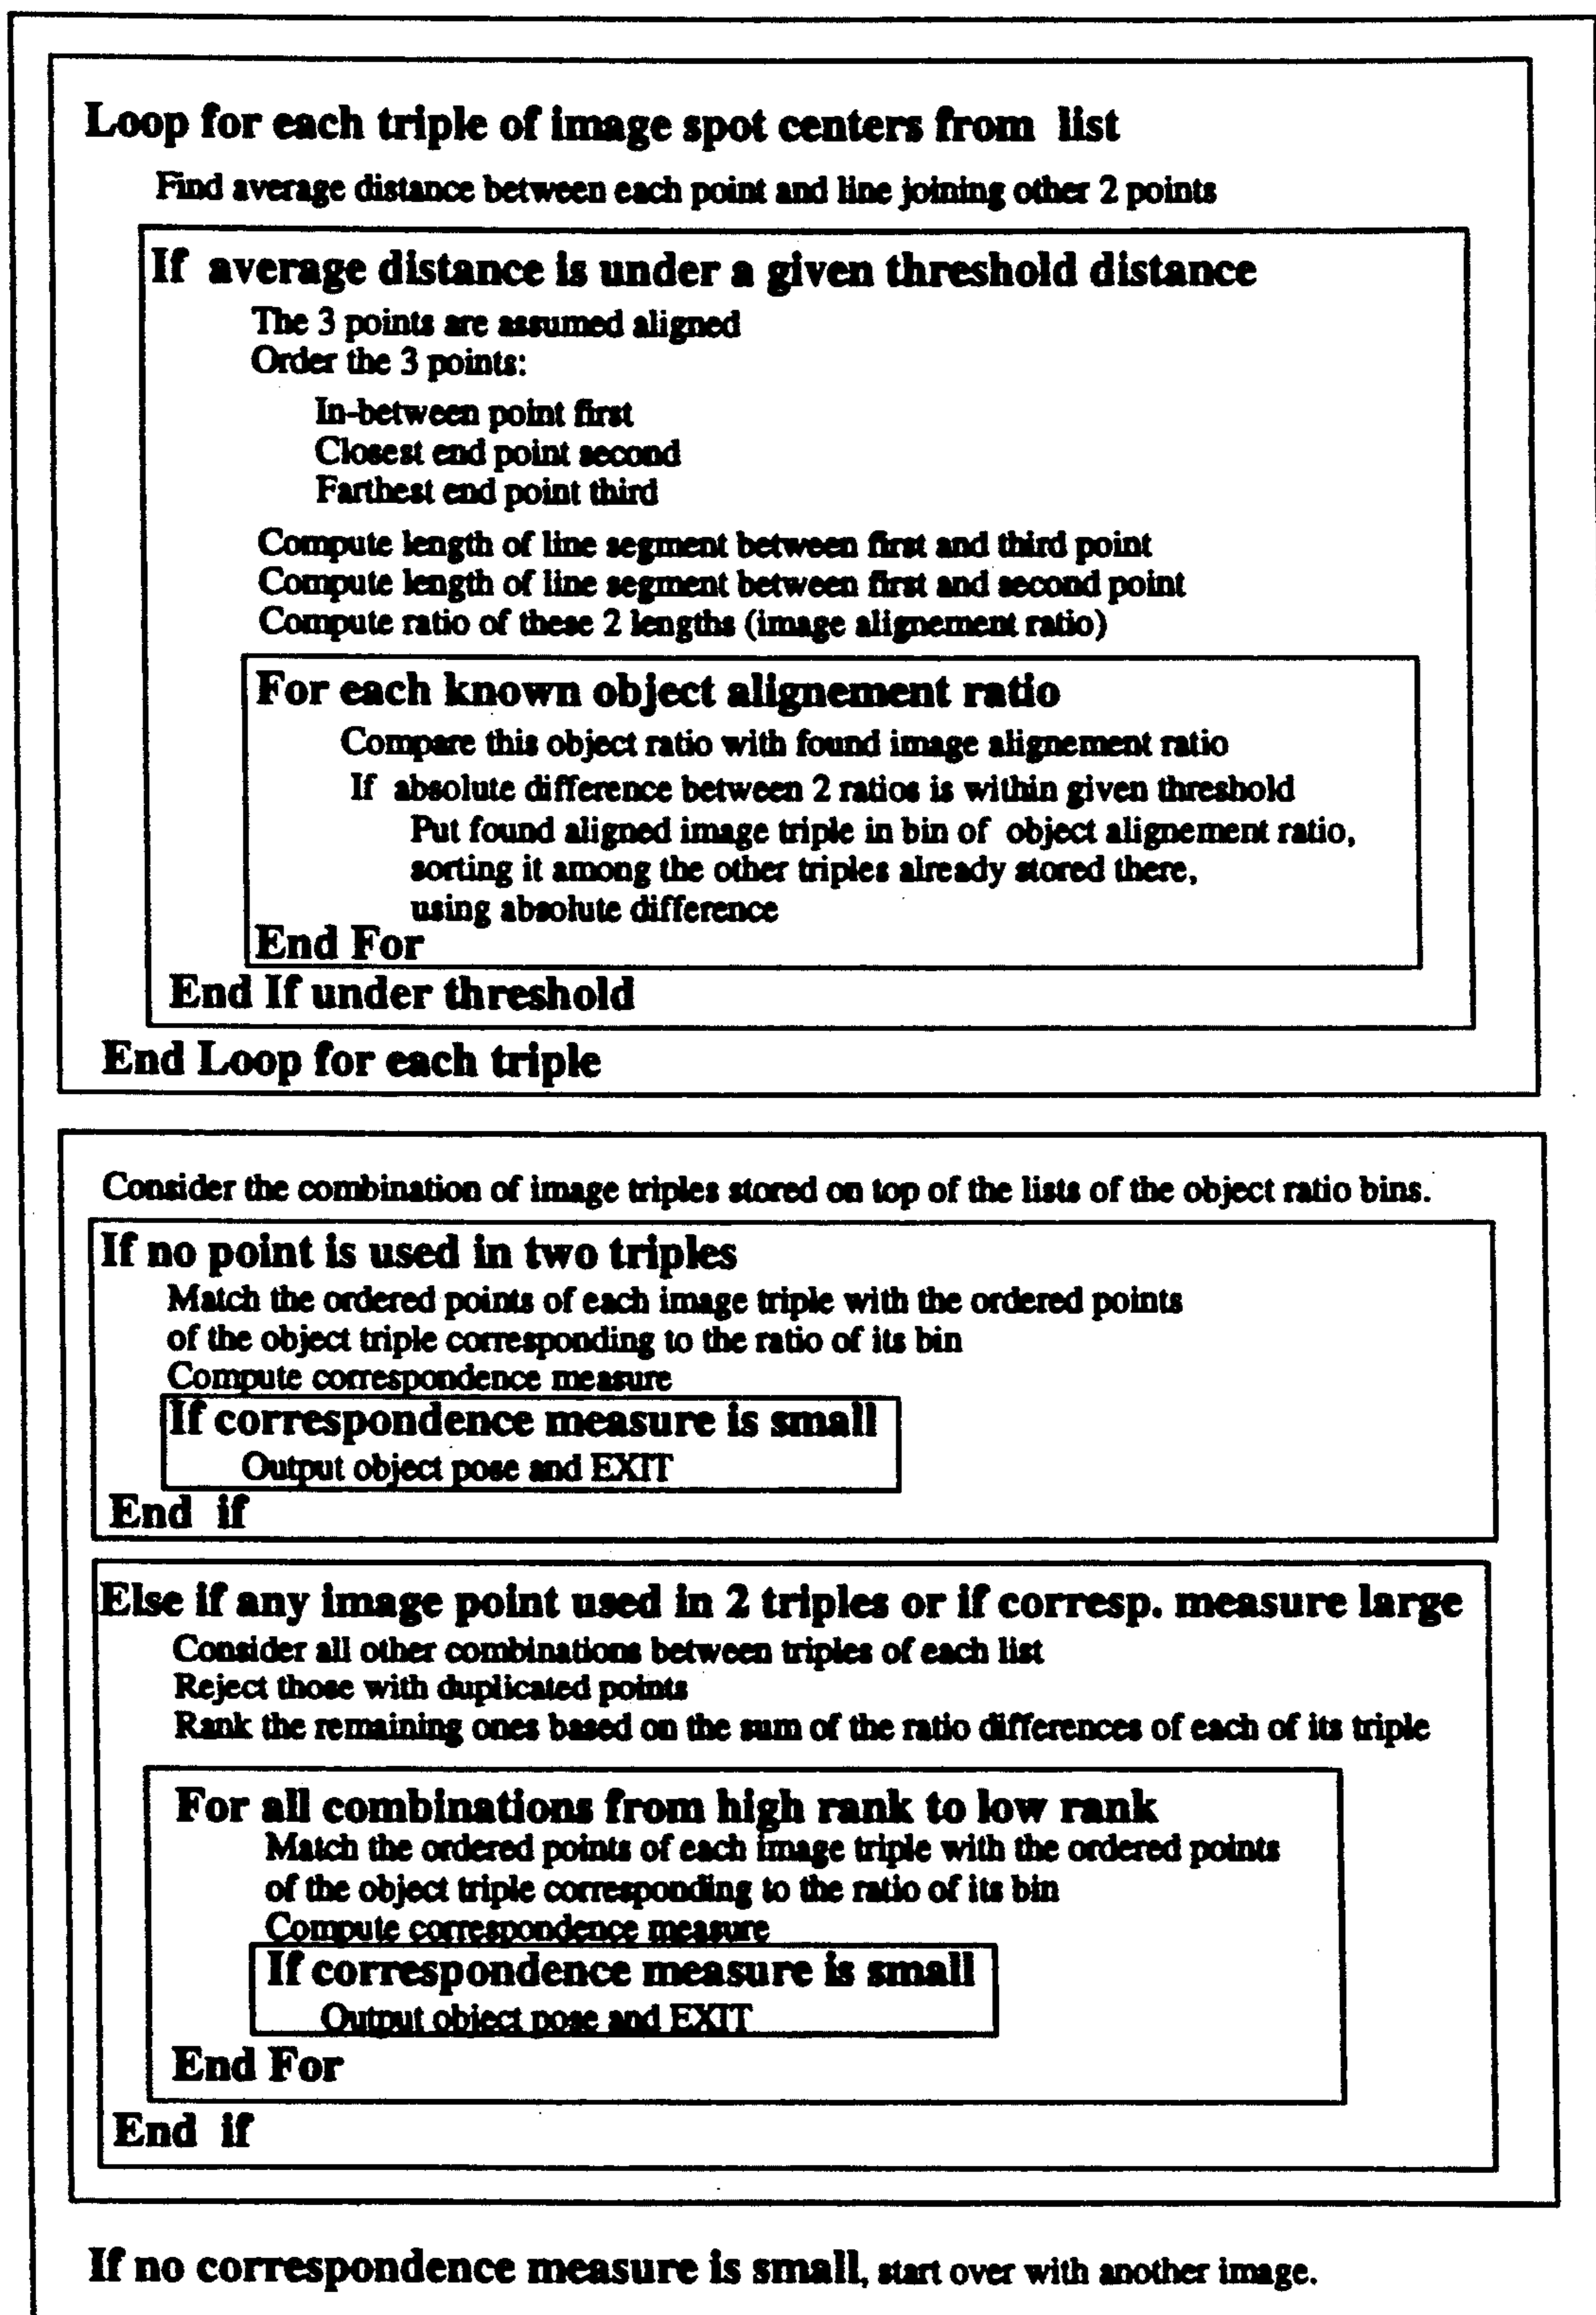 Loop for each triple of image spot centers from list
Find average distance between each point and line joining other 2 points
If average distance is under a given threshold distance
The 3 points are assumed aligned
Order the 3 points:
In-between point first
Closest end point second
Farthest end point third
Compute length of line segment between first and third point
Compute length of line segment between first and second point
Compute ratio of these 2 lengths (image alignement ratio)
For each known object alignement ratio
Compare this object ratio with found image alignement ratio
If absolute difference between 2 ratios is within given threshold
Put found aligned image triple in bin of object alignement ratio,
sorting it among the other triples already stored there,
using absolute difference
End For
End If under threshold
End Loop for each triple
Consider the combination of image triples stored on top of the lists of the object ratio bins.
If no point is used in two triples
Match the ordered points of each image triple with the ordered points
of the object triple corresponding to the ratio of its bin
Compute correspondence measure
If correspondence measure is small
Output object pose and EXIT
End if
Else if any image point used in 2 triples or if corresp. measure large
Consider all other combinations between triples of each list
Reject those with duplicated points
Rank the remaining ones based on the sum of the ratio differences of each of its triple
For all combinations from high rank to low rank
Match the ordered points of each image triple with the ordered points
of the object triple corresponding to the ratio of its bin
Compute correspondence measure
If correspondence measure is small
Output object pose and EXIT
End For
End if
If no correspondence measure is small, start over with another image.